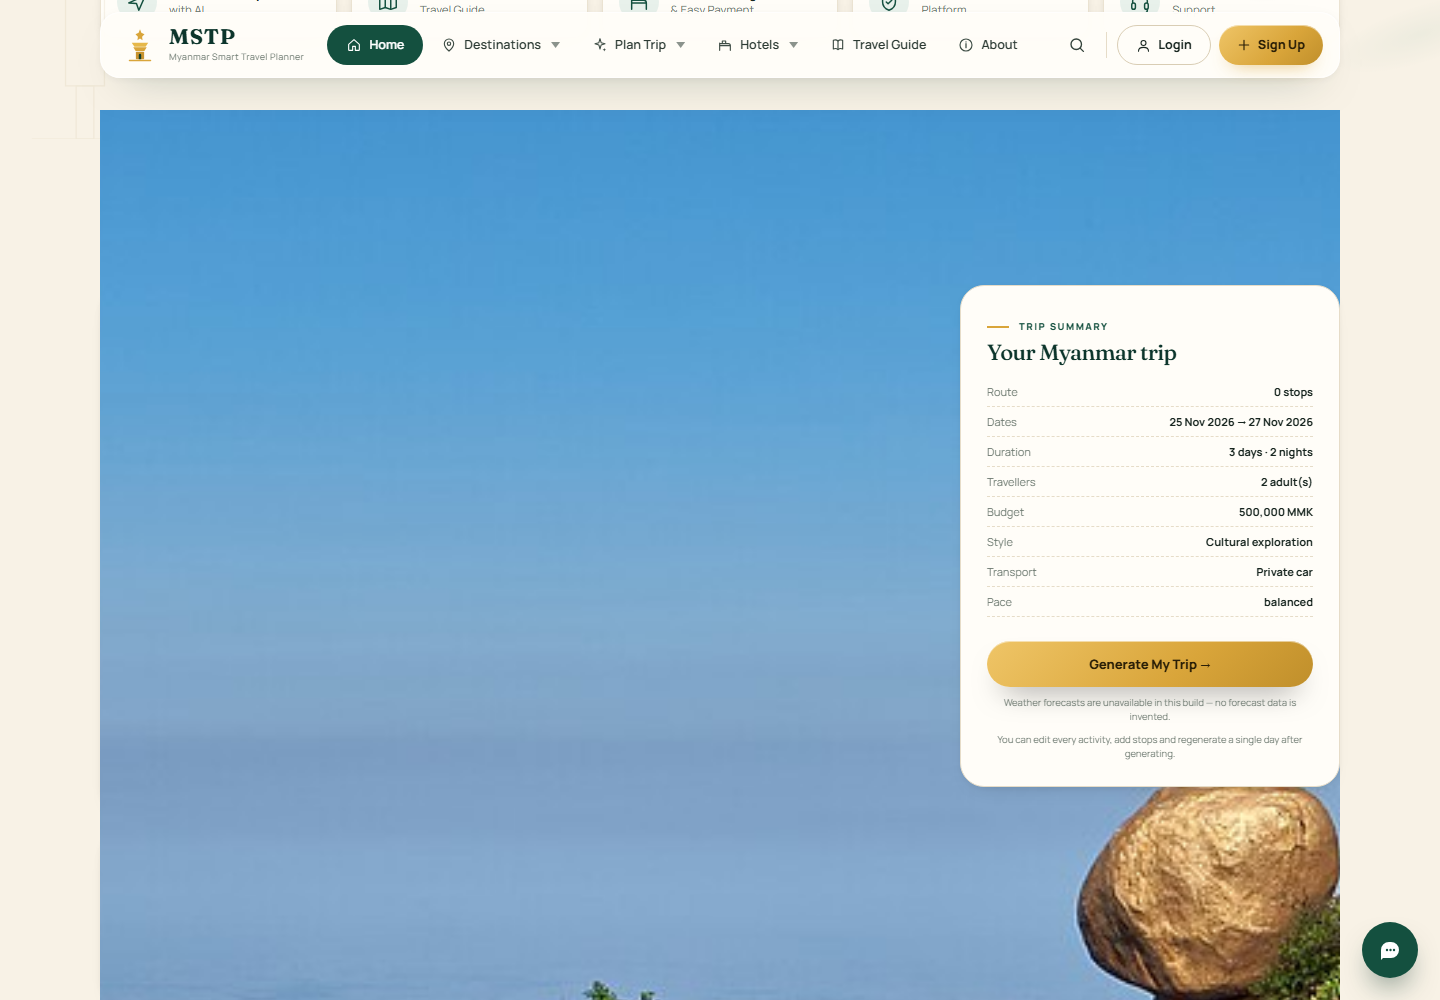 with AI
Travel Guide
& Easy Payment
Platform
Support
MSTP
Myanmar Smart Travel Planner
Home
Destinations
Plan Trip
Hotels
Travel Guide
About
Login
Sign Up
TRIP SUMMARY
Your Myanmar trip
Route 0 stops
Dates 25 Nov 2026 → 27 Nov 2026
Duration 3 days · 2 nights
Travellers 2 adult(s)
Budget 500,000 MMK
Style Cultural exploration
Transport Private car
Pace balanced
Generate My Trip →
Weather forecasts are unavailable in this build — no forecast data is
invented.
You can edit every activity, add stops and regenerate a single day after
generating.